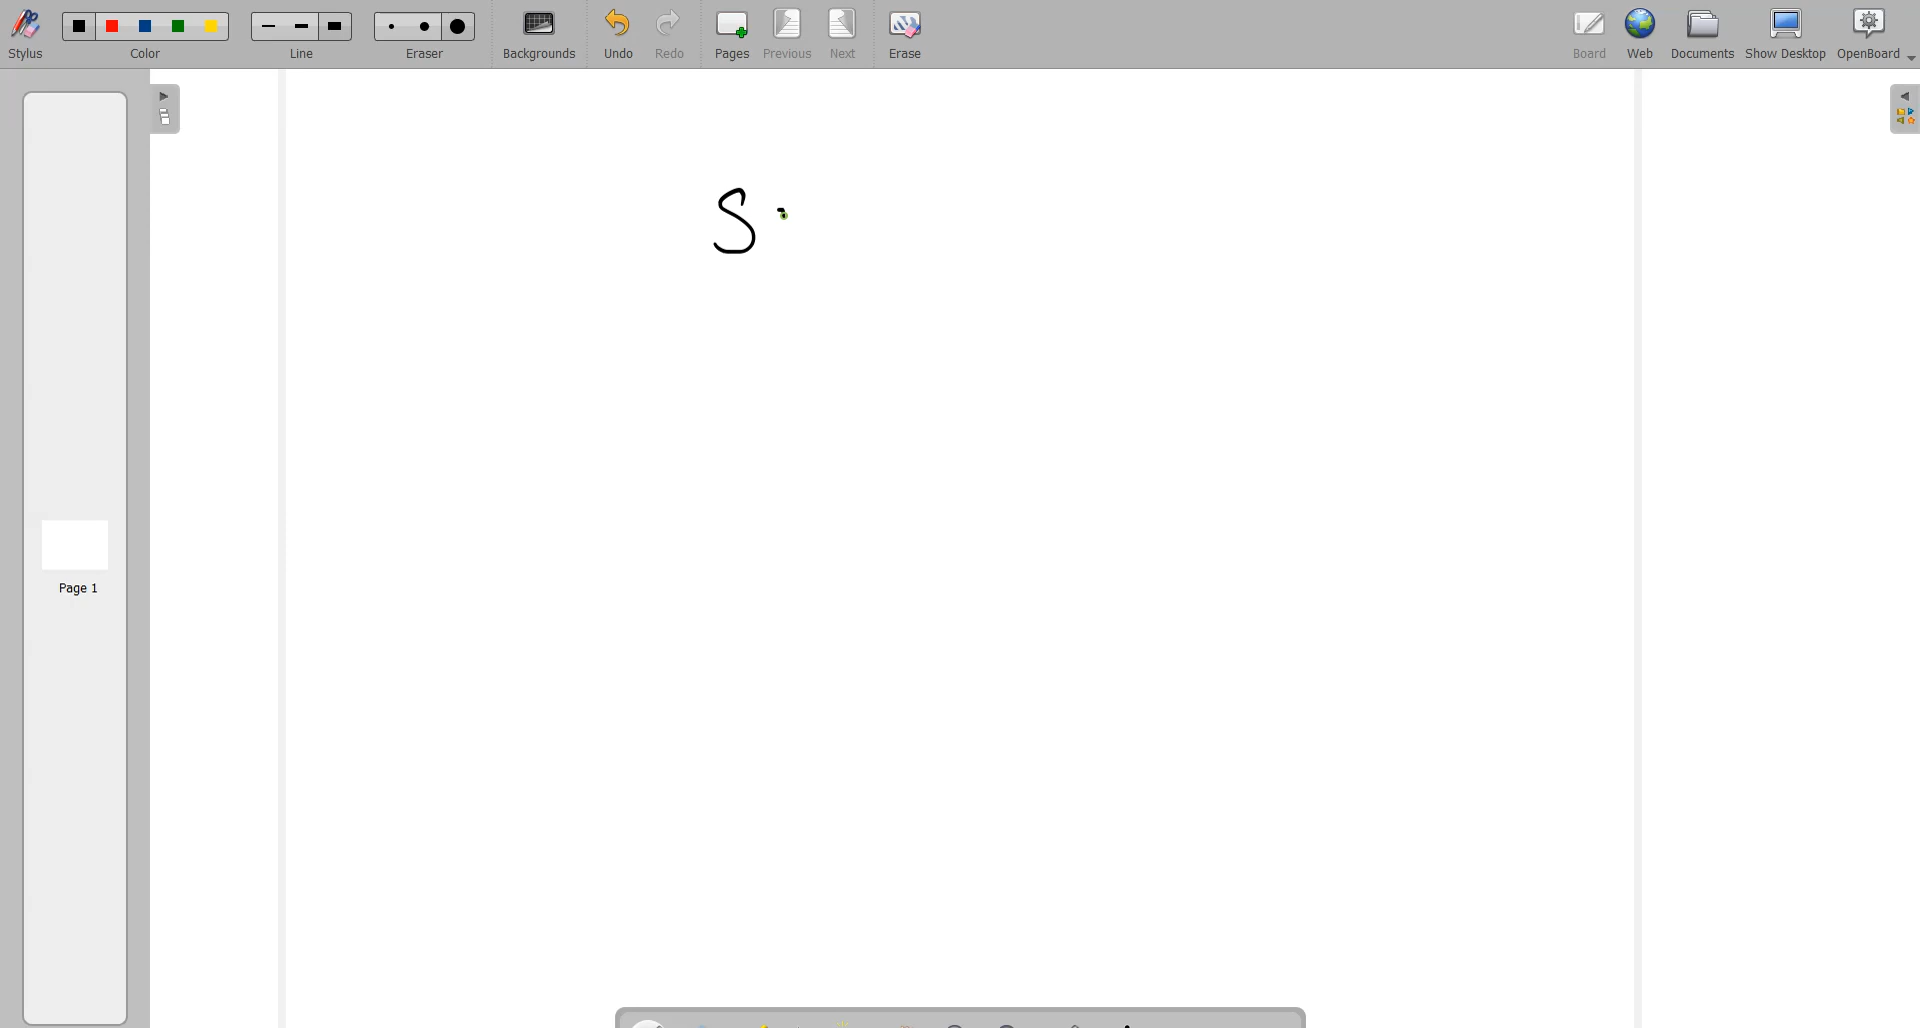 Stylus
Color
Line
Eraser
Backgrounds
Undo
Redo
Pages
Previous
Next
Erase
Board
Web
Documents
Show Desktop
OpenBoard
S
Page 1